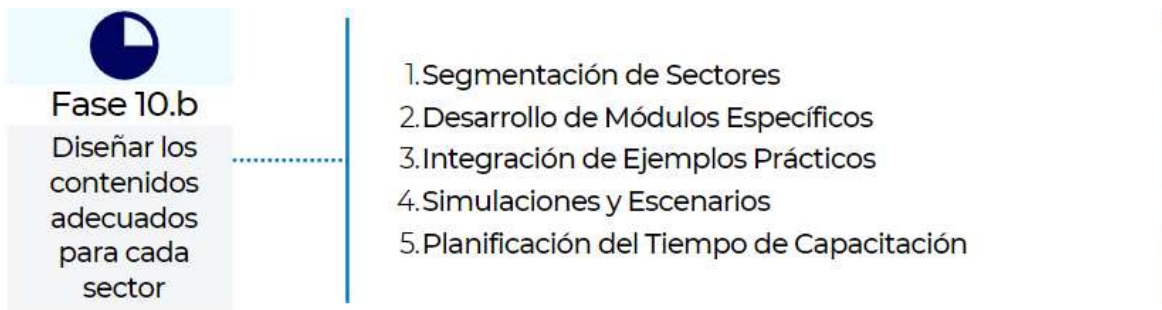 Fase 10.b
Diseñar los
contenidos
adecuados
para cada
sector
1.Segmentación de Sectores
2.Desarrollo de Módulos Específicos
3.Integración de Ejemplos Prácticos
4.Simulaciones y Escenarios
5.Planificación del Tiempo de Capacitación